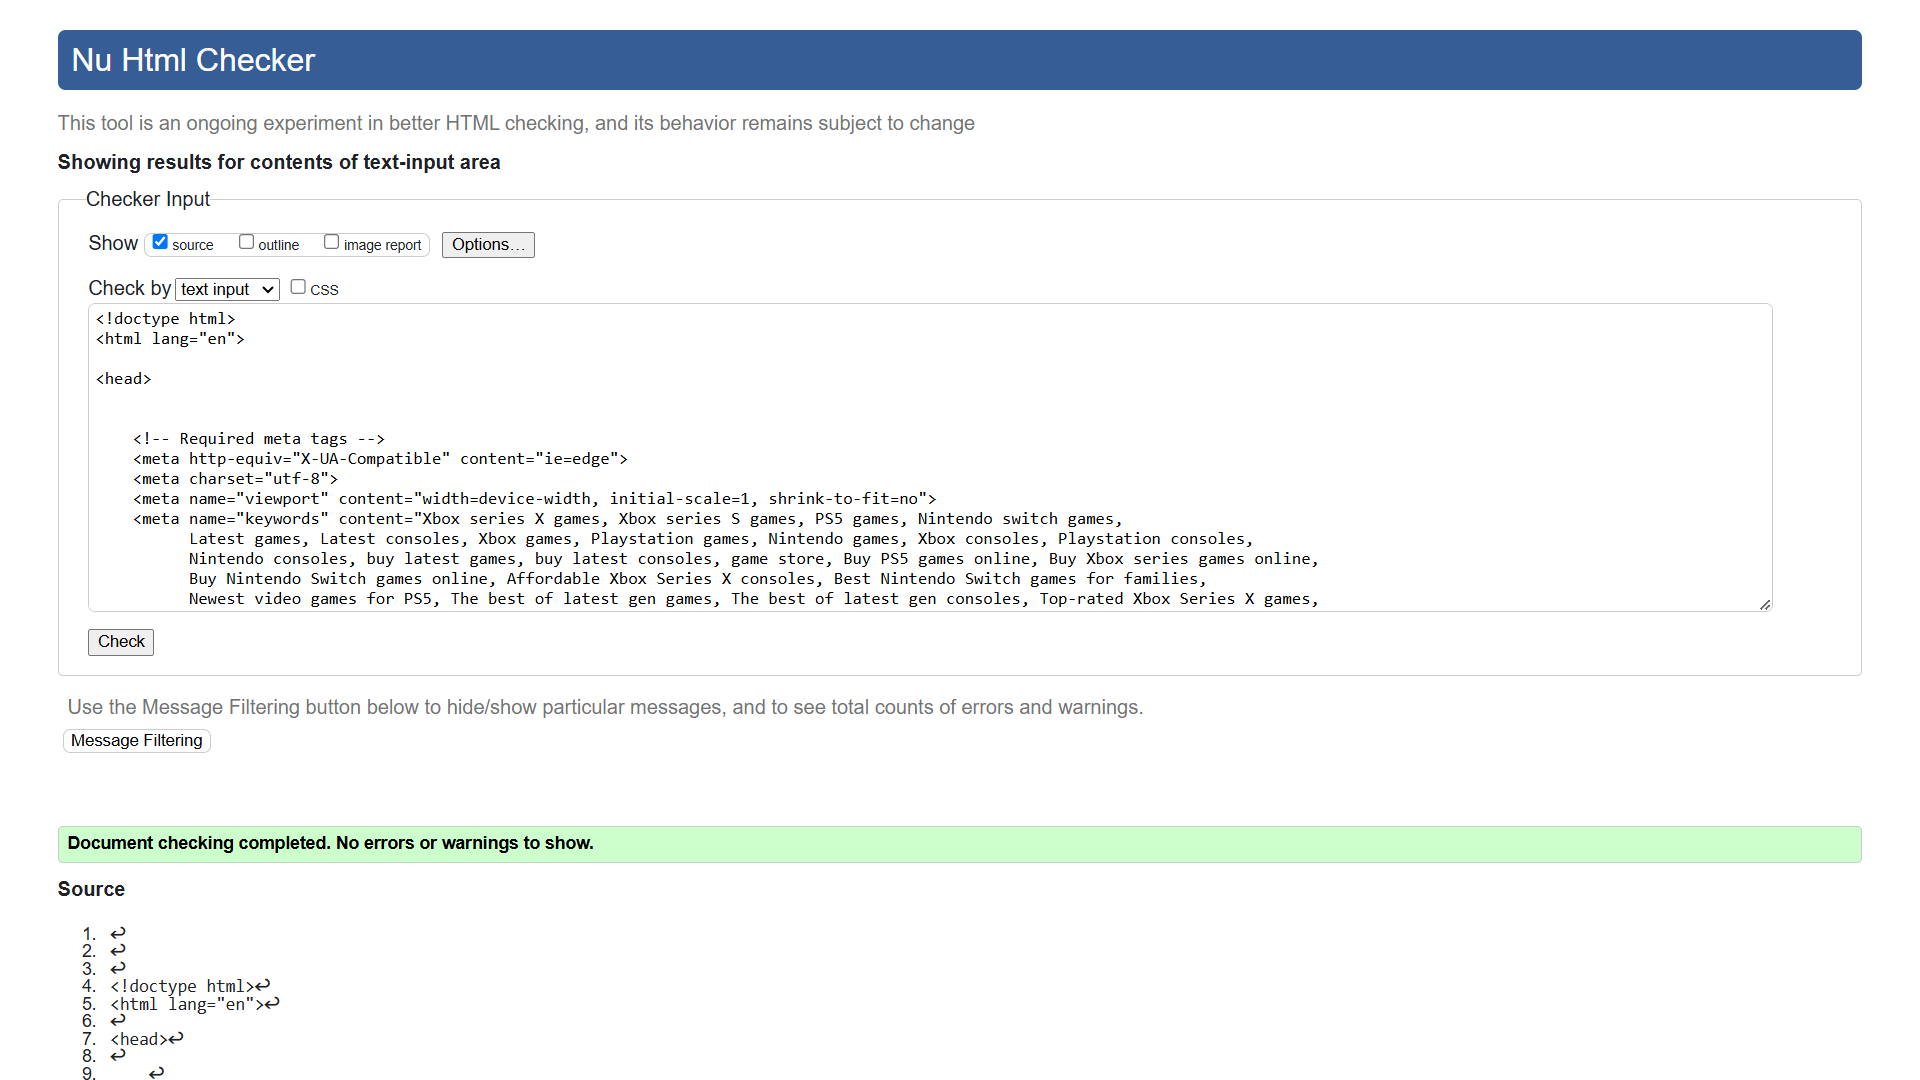 Nu Html Checker
This tool is an ongoing experiment in better HTML checking, and its behavior remains subject to change
Showing results for contents of text-input area
Checker Input
Show source outline image report Options...
Check by text input CSS
<!doctype html>
<html lang="en">
<head>
<!-- Required meta tags -->
<meta http-equiv="X-UA-Compatible" content="ie=edge">
<meta charset="utf-8">
<meta name="viewport" content="width=device-width, initial-scale=1, shrink-to-fit=no">
<meta name="keywords" content="Xbox series X games, Xbox series S games, PS5 games, Nintendo switch games,
Latest games, Latest consoles, Xbox games, Playstation games, Nintendo games, Xbox consoles, Playstation consoles,
Nintendo consoles, buy latest games, buy latest consoles, game store, Buy PS5 games online, Buy Xbox series games online,
Buy Nintendo Switch games online, Affordable Xbox Series X consoles, Best Nintendo Switch games for families,
Newest video games for PS5, The best of latest gen games, The best of latest gen consoles, Top-rated Xbox Series X games,
Check
Use the Message Filtering button below to hide/show particular messages, and to see total counts of errors and warnings.
Message Filtering
Document checking completed. No errors or warnings to show.
Source
1. ↩
2. ↩
3. ↩
4. <!doctype html>↩
5. <html lang="en">↩
6. ↩
7. <head>↩
8. ↩
9. ↩